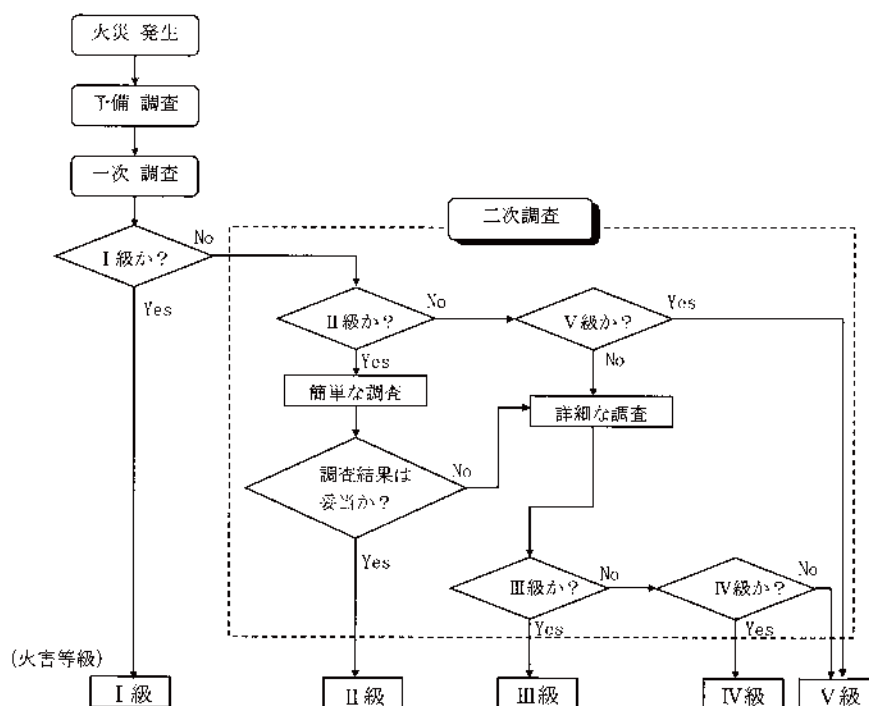 火災 発生
予備 調査
一次 調査
二次調査
Ⅰ級か？
No
Yes
Ⅱ級か？
No
Ⅴ級か？
Yes
Yes
No
簡単な調査
詳細な調査
調査結果は
妥当か？
No
Yes
Ⅲ級か？
No
Ⅳ級か？
No
Yes
Yes
(火害等級)
Ⅰ級
Ⅱ級
Ⅲ級
Ⅳ級
Ⅴ級